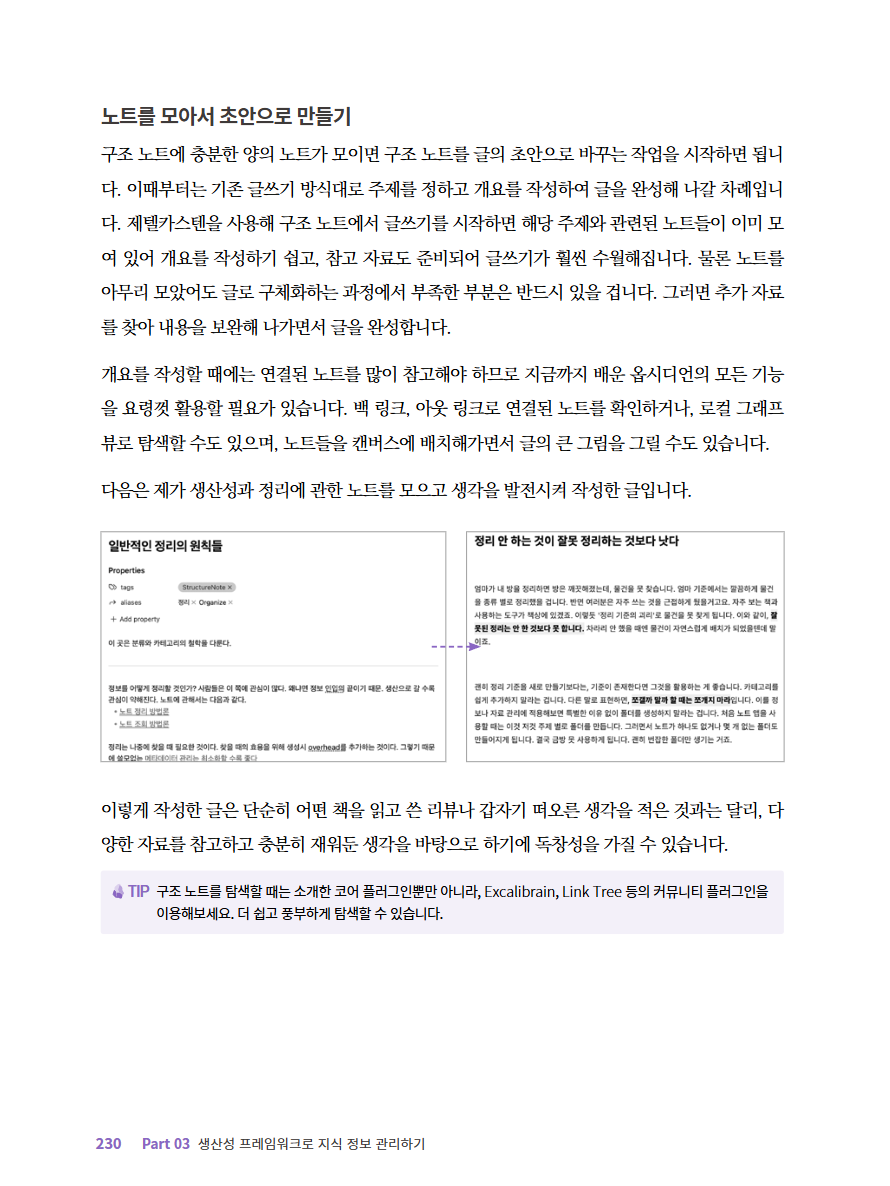 노트를 모아서 초안으로 만들기
구조 노트에 충분한 양의 노트가 모이면 구조 노트를 글의 초안으로 바꾸는 작업을 시작하면 됩니
다. 이때부터는 기존 글쓰기 방식대로 주제를 정하고 개요를 작성하여 글을 완성해 나갈 차례입니
다. 제텔카스텐을 사용해 구조 노트에서 글쓰기를 시작하면 해당 주제와 관련된 노트들이 이미 모
여 있어 개요를 작성하기 쉽고, 참고 자료도 준비되어 글쓰기가 훨씬 수월해집니다. 물론 노트를
아무리 모았어도 글로 구체화하는 과정에서 부족한 부분은 반드시 있을 겁니다. 그러면 추가 자료
를 찾아 내용을 보완해 나가면서 글을 완성합니다.
개요를 작성할 때에는 연결된 노트를 많이 참고해야 하므로 지금까지 배운 옵시디언의 모든 기능
을 요령껏 활용할 필요가 있습니다. 백 링크, 아웃 링크로 연결된 노트를 확인하거나, 로컬 그래프
뷰로 탐색할 수도 있으며, 노트들을 캔버스에 배치해가면서 글의 큰 그림을 그릴 수도 있습니다.
다음은 제가 생산성과 정리에 관한 노트를 모으고 생각을 발전시켜 작성한 글입니다.
일반적인 정리의 원칙들
Properties
tags StructureNote ×
aliases 정리 × Organize ×
+ Add property
이 곳은 분류와 카테고리의 철학을 다룬다.
정보를 어떻게 정리할 것인가? 사람들은 이 쪽에 관심이 많다. 왜냐면 정보 인입의 끝이기 때문. 생산으로 갈 수록
관심이 약해진다. 노트에 관해서는 다음과 같다.
• 노트 정리 방법론
• 노트 조회 방법론
정리는 나중에 찾을 때 필요한 것이다. 찾을 때의 효용을 위해 생성시 overhead를 추가하는 것이다. 그렇기 때문
에 쓸모없는 메타데이터 관리는 최소화할 수록 좋다
정리 안 하는 것이 잘못 정리하는 것보다 낫다
엄마가 내 방을 정리하면 방은 깨끗해졌는데, 물건을 못 찾습니다. 엄마 기준에서는 말끔하게 물건
을 종류 별로 정리했을 겁니다. 반면 여러분은 자주 쓰는 것을 근접하게 뒀을거고요. 자주 보는 책과
사용하는 도구가 책상에 있겠죠. 이렇듯 '정리 기준의 괴리'로 물건을 못 찾게 됩니다. 이와 같이, 잘
못된 정리는 안 한 것보다 못 합니다. 차라리 안 했을 때엔 물건이 자연스럽게 배치가 되었을텐데 말
이죠.
괜히 정리 기준을 새로 만들기보다는, 기준이 존재한다면 그것을 활용하는 게 좋습니다. 카테고리를
쉽게 추가하지 말라는 겁니다. 다른 말로 표현하면, 쪼갤까 말까 할 때는 쪼개지 마라입니다. 이를 정
보나 자료 관리에 적용해보면 특별한 이유 없이 폴더를 생성하지 말라는 겁니다. 처음 노트 앱을 사
용할 때는 이것 저것 주제 별로 폴더를 만듭니다. 그러면서 노트가 하나도 없거나 몇 개 없는 폴더도
만들어지게 됩니다. 결국 금방 못 사용하게 됩니다. 괜히 번잡한 폴더만 생기는 거죠.
이렇게 작성한 글은 단순히 어떤 책을 읽고 쓴 리뷰나 갑자기 떠오른 생각을 적은 것과는 달리, 다
양한 자료를 참고하고 충분히 재워둔 생각을 바탕으로 하기에 독창성을 가질 수 있습니다.
TIP 구조 노트를 탐색할 때는 소개한 코어 플러그인뿐만 아니라, Excalibrain, Link Tree 등의 커뮤니티 플러그인을
이용해보세요. 더 쉽고 풍부하게 탐색할 수 있습니다.
230 Part 03 생산성 프레임워크로 지식 정보 관리하기